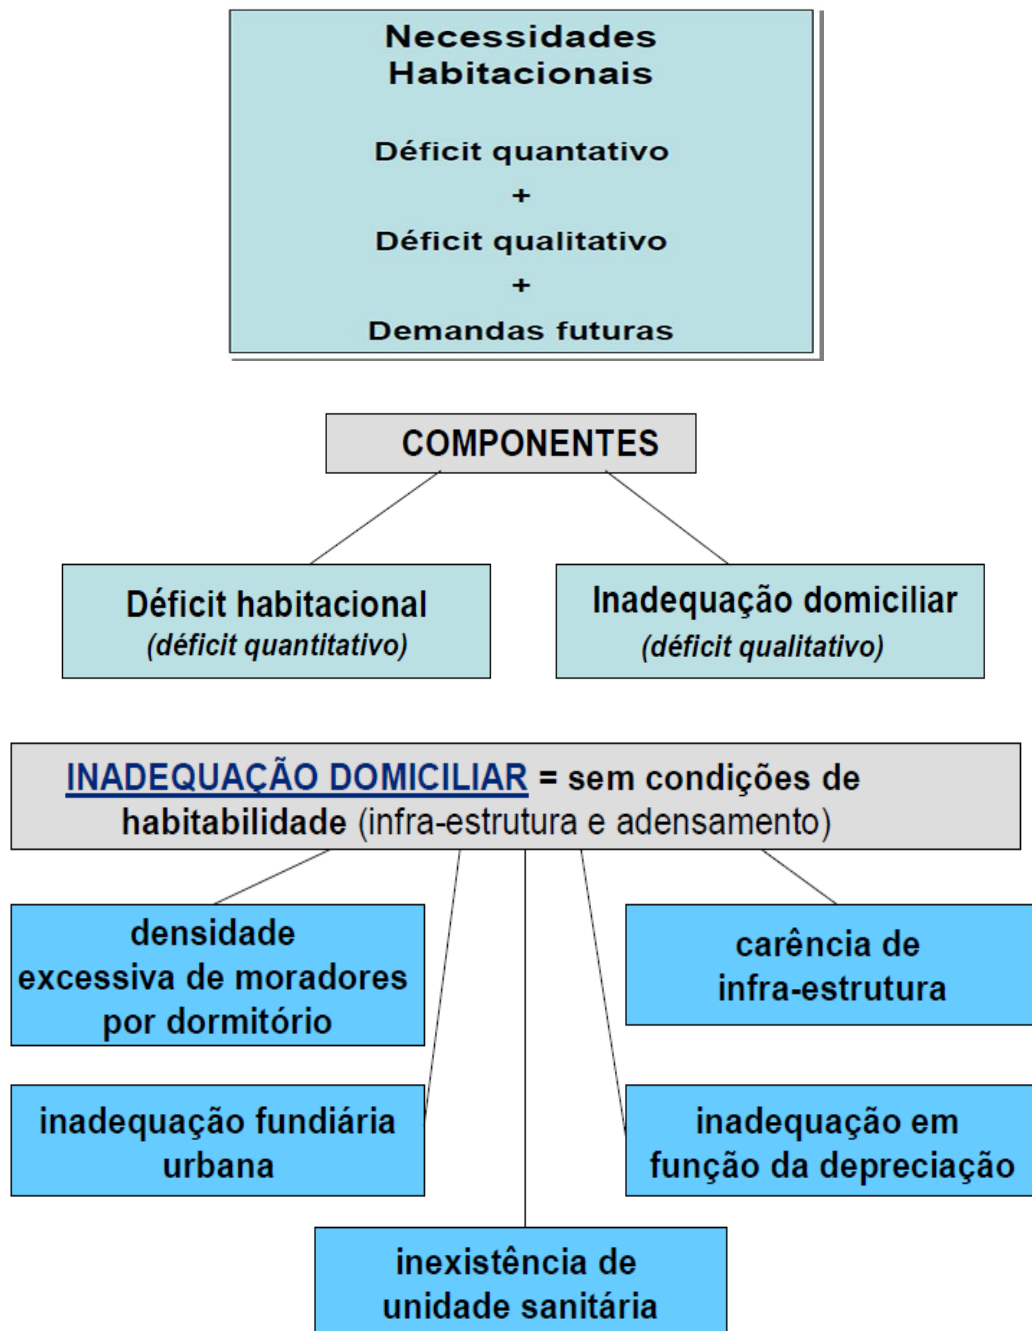 Necessidades
Habitacionais
Déficit quantativo
+
Déficit qualitativo
+
Demandas futuras
COMPONENTES
Déficit habitacional
(déficit quantitativo)
Inadequação domiciliar
(déficit qualitativo)
INADEQUAÇÃO DOMICILIAR = sem condições de
habitabilidade (infra-estrutura e adensamento)
densidade
excessiva de moradores
por dormitório
carência de
infra-estrutura
inadequação fundiária
urbana
inadequação em
função da depreciação
inexistência de
unidade sanitária